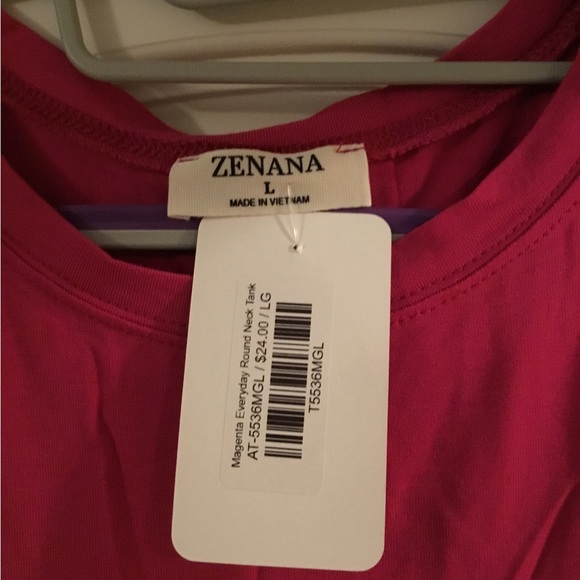 ZENANA
L
MADE IN VIETNAM
Magenta Everyday Round Neck Tank
AT-5536MGL / $24.00 / LG
T5536MGL